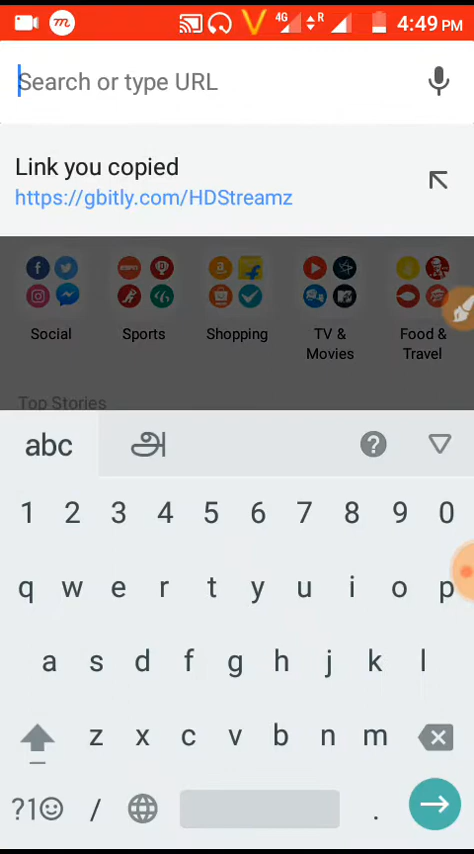 4G R 4:49 PM
Search or type URL
Link you copied
https://gbitly.com/HDStreamz
Social Sports Shopping TV & Movies Food & Travel
Top Stories
abc அ ?
1 2 3 4 5 6 7 8 9 0
q w e r t y u i o p
a s d f g h j k l
z x c v b n m
?1☺ / .